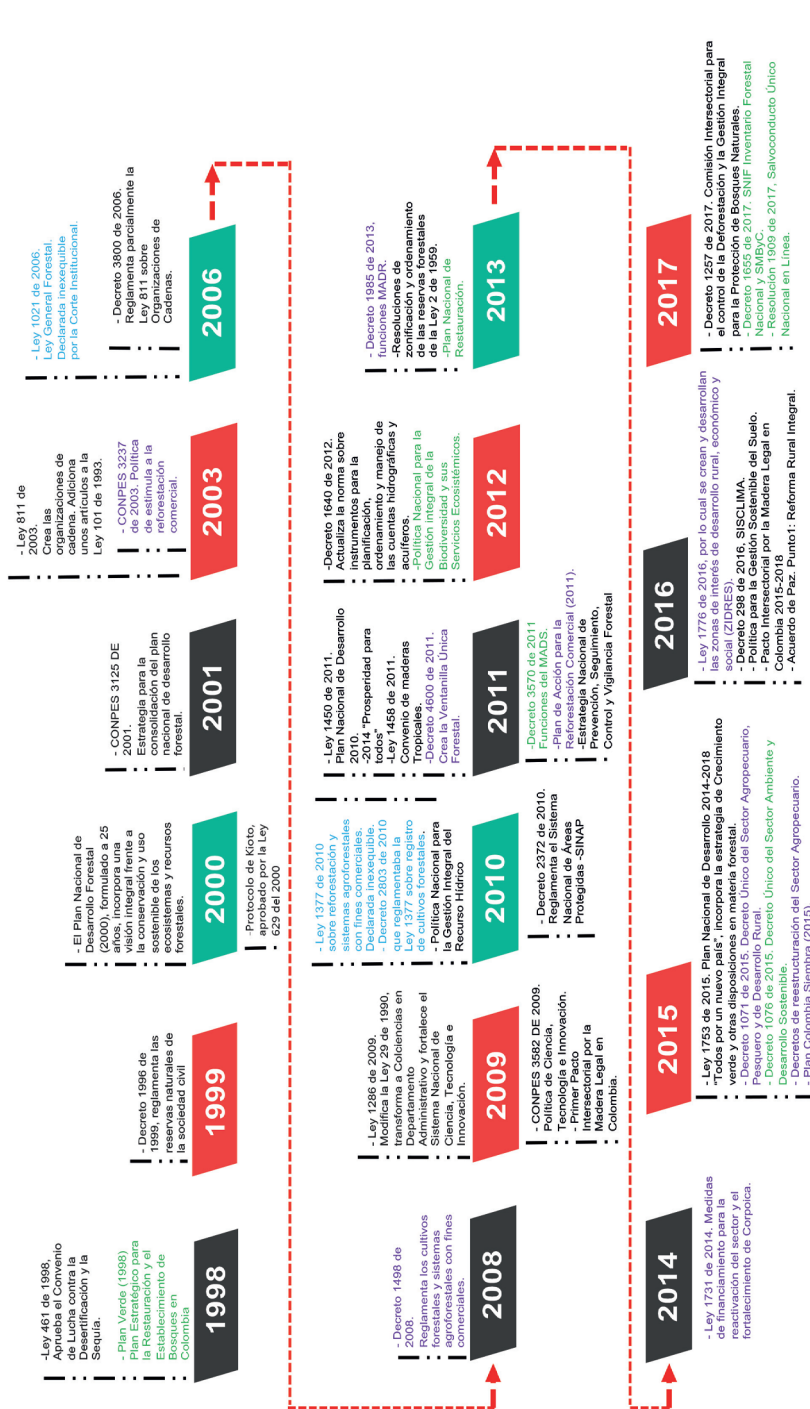 -Ley 461 de 1998,
Aprueba el Convenio
de Lucha contra la
Desertificación y la
Sequía.
- Plan Verde (1998)
Plan Estratégico para
la Restauración y el
Establecimiento de
Bosques en
Colombia
1998
- Decreto 1996 de
1999, reglamenta las
reservas naturales de
la sociedad civil
1999
- El Plan Nacional de
Desarrollo Forestal
(2000), formulado a 25
años, incorpora una
visión integral frente a
la conservación y uso
sostenible de los
ecosistemas y recursos
forestales.
2000
-Protocolo de Kioto,
aprobado por la Ley
629 del 2000
- CONPES 3125 DE
2001.
Estrategia para la
consolidación del plan
nacional de desarrollo
forestal.
2001
- Ley 811 de
2003.
Crea las
organizaciones de
cadena. Adiciona
unos artículos a la
Ley 101 de 1993.
- CONPES 3237
de 2003. Política
de estímula a la
reforestación
comercial.
2003
- Ley 1021 de 2006.
Ley General Forestal.
Declarada inexequible
por la Corte Institucional.
- Decreto 3800 de 2006.
Reglamenta parcialmente la
Ley 811 sobre
Organizaciones de
Cadenas.
2006
- Decreto 1498 de
2008.
Reglamenta los cultivos
forestales y sistemas
agroforestales con fines
comerciales.
2008
- Ley 1286 de 2009.
Modifica la Ley 29 de 1990,
transforma a Colciencias en
Departamento
Administrativo y fortalece el
Sistema Nacional de
Ciencia, Tecnología e
Innovación.
2009
- CONPES 3582 DE 2009.
Política de Ciencia,
Tecnología e Innovación.
- Primer Pacto
Intersectorial por la
Madera Legal en
Colombia.
- Ley 1377 de 2010
sobre reforestación y
sistemas agroforestales
con fines comerciales.
Declarada inexequible.
- Decreto 2803 de 2010
que reglamentaba la
Ley 1377 sobre registro
de cultivos forestales.
- Política Nacional para
la Gestión Integral del
Recurso Hídrico
2010
- Decreto 2372 de 2010.
Reglamenta el Sistema
Nacional de Áreas
Protegidas -SINAP
- Ley 1450 de 2011.
Plan Nacional de Desarrollo
2010.
-2014 "Prosperidad para
todos"
-Ley 1458 de 2011.
Convenio de maderas
Tropicales.
-Decreto 4600 de 2011.
Crea la Ventanilla Única
Forestal.
2011
-Decreto 3570 de 2011
Funciones del MADS.
-Plan de Acción para la
Reforestación Comercial (2011).
-Estrategia Nacional de
Prevención, Seguimiento,
Control y Vigilancia Forestal
-Decreto 1640 de 2012.
Actualiza la norma sobre
instrumentos para la
planificación,
ordenamiento y manejo de
las cuentas hidrográficas y
acuíferos.
-Política Nacional para la
Gestión integral de la
Biodiversidad y sus
Servicios Ecosistémicos.
2012
- Decreto 1985 de 2013,
funciones MADR.
-Resoluciones de
zonificación y ordenamiento
de las reservas forestales
de la Ley 2 de 1959.
-Plan Nacional de
Restauración.
2013
2014
- Ley 1731 de 2014. Medidas
de financiamiento para la
reactivación del sector y el
fortalecimiento de Corpoica.
2015
- Ley 1753 de 2015. Plan Nacional de Desarrollo 2014-2018
"Todos por un nuevo país", incorpora la estrategia de Crecimiento
verde y otras disposiciones en materia forestal.
- Decreto 1071 de 2015. Decreto Único del Sector Agropecuario,
Pesquero y de Desarrollo Rural.
- Decreto 1076 de 2015. Decreto Único del Sector Ambiente y
Desarrollo Sostenible.
- Decretos de reestructuración del Sector Agropecuario.
- Plan Colombia Siembra (2015)
2016
- Ley 1776 de 2016, por lo cual se crean y desarrollan
las zonas de interés de desarrollo rural, económico y
social (ZIDRES).
- Decreto 298 de 2016, SISCLIMA.
- Política para la Gestión Sostenible del Suelo.
- Pacto Intersectorial por la Madera Legal en
Colombia 2015-2018
- Acuerdo de Paz. Punto1: Reforma Rural Integral.
2017
- Decreto 1257 de 2017. Comisión Intersectorial para
el control de la Deforestación y la Gestión Integral
para la Protección de Bosques Naturales.
- Decreto 1655 de 2017. SNIF Inventario Forestal
Nacional y SMByC.
- Resolución 1909 de 2017, Salvoconducto Único
Nacional en Línea.